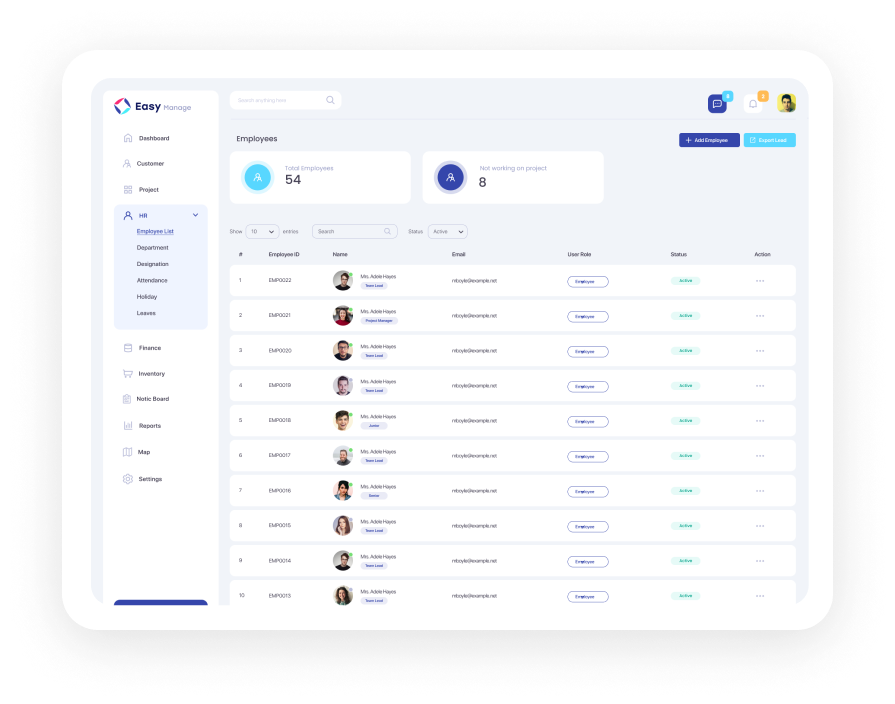 Easy Manage
Search anything near
6
2
Dashboard
Customer
Project
HR
Employee List
Department
Designation
Attendance
Holiday
Leaves
Finance
Inventory
Notic Board
Reports
Map
Settings
Employees
+ Add Employee
Export Lead
Total Employees
54
Not working on project
8
Show 10 entries Search Status Active
# Employee ID Name Email User Role Status Action
1 EMP0022 Mrs. Adele Hayes mboyle@example.net Employee Active ...
Team Lead
2 EMP0021 Mrs. Adele Hayes mboyle@example.net Employee Active ...
Project Manager
3 EMP0020 Mrs. Adele Hayes mboyle@example.net Employee Active ...
Team Lead
4 EMP0019 Mrs. Adele Hayes mboyle@example.net Employee Active ...
Team Lead
5 EMP0018 Mrs. Adele Hayes mboyle@example.net Employee Active ...
Junior
6 EMP0017 Mrs. Adele Hayes mboyle@example.net Employee Active ...
Team Lead
7 EMP0016 Mrs. Adele Hayes mboyle@example.net Employee Active ...
Senior
8 EMP0015 Mrs. Adele Hayes mboyle@example.net Employee Active ...
Team Lead
9 EMP0014 Mrs. Adele Hayes mboyle@example.net Employee Active ...
Team Lead
10 EMP0013 Mrs. Adele Hayes mboyle@example.net Employee Active ...
Team Lead